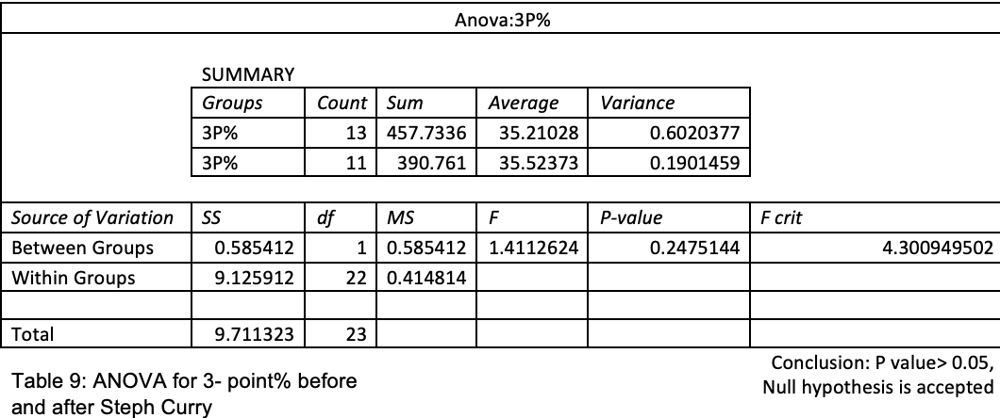 Anova:3P%
SUMMARY
Groups Count Sum Average Variance
3P% 13 457.7336 35.21028 0.6020377
3P% 11 390.761 35.52373 0.1901459
Source of Variation SS df MS F P-value F crit
Between Groups 0.585412 1 0.585412 1.4112624 0.2475144 4.300949502
Within Groups 9.125912 22 0.414814
Total 9.711323 23
Conclusion: P value> 0.05,
Null hypothesis is accepted
Table 9: ANOVA for 3- point% before
and after Steph Curry